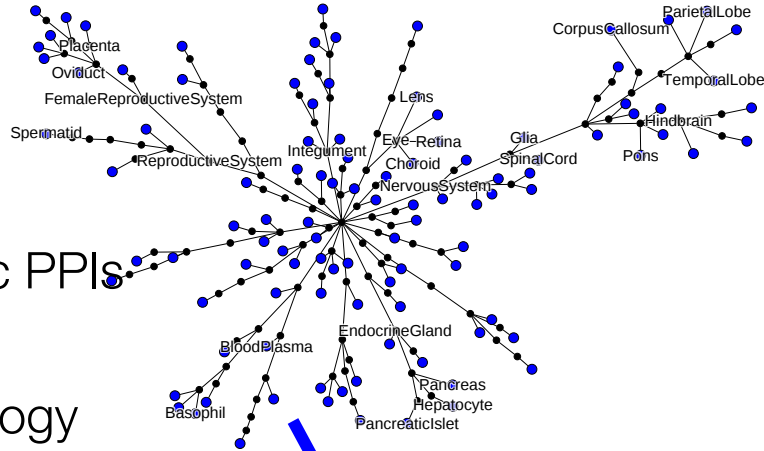 ParietalLobe
CorpusCallosum
Placenta
Oviduct
TemporalLobe
FemaleReproductiveSystem
Lens
Hindbrain
Spermatid
Glia
Eye
Retina
Integument
Pons
ReproductiveSystem
Choroid
SpinalCord
NervousSystem
c PPIs
EndocrineGland
BloodPlasma
Pancreas
Hepatocyte
Basophil
PancreaticIslet
ogy